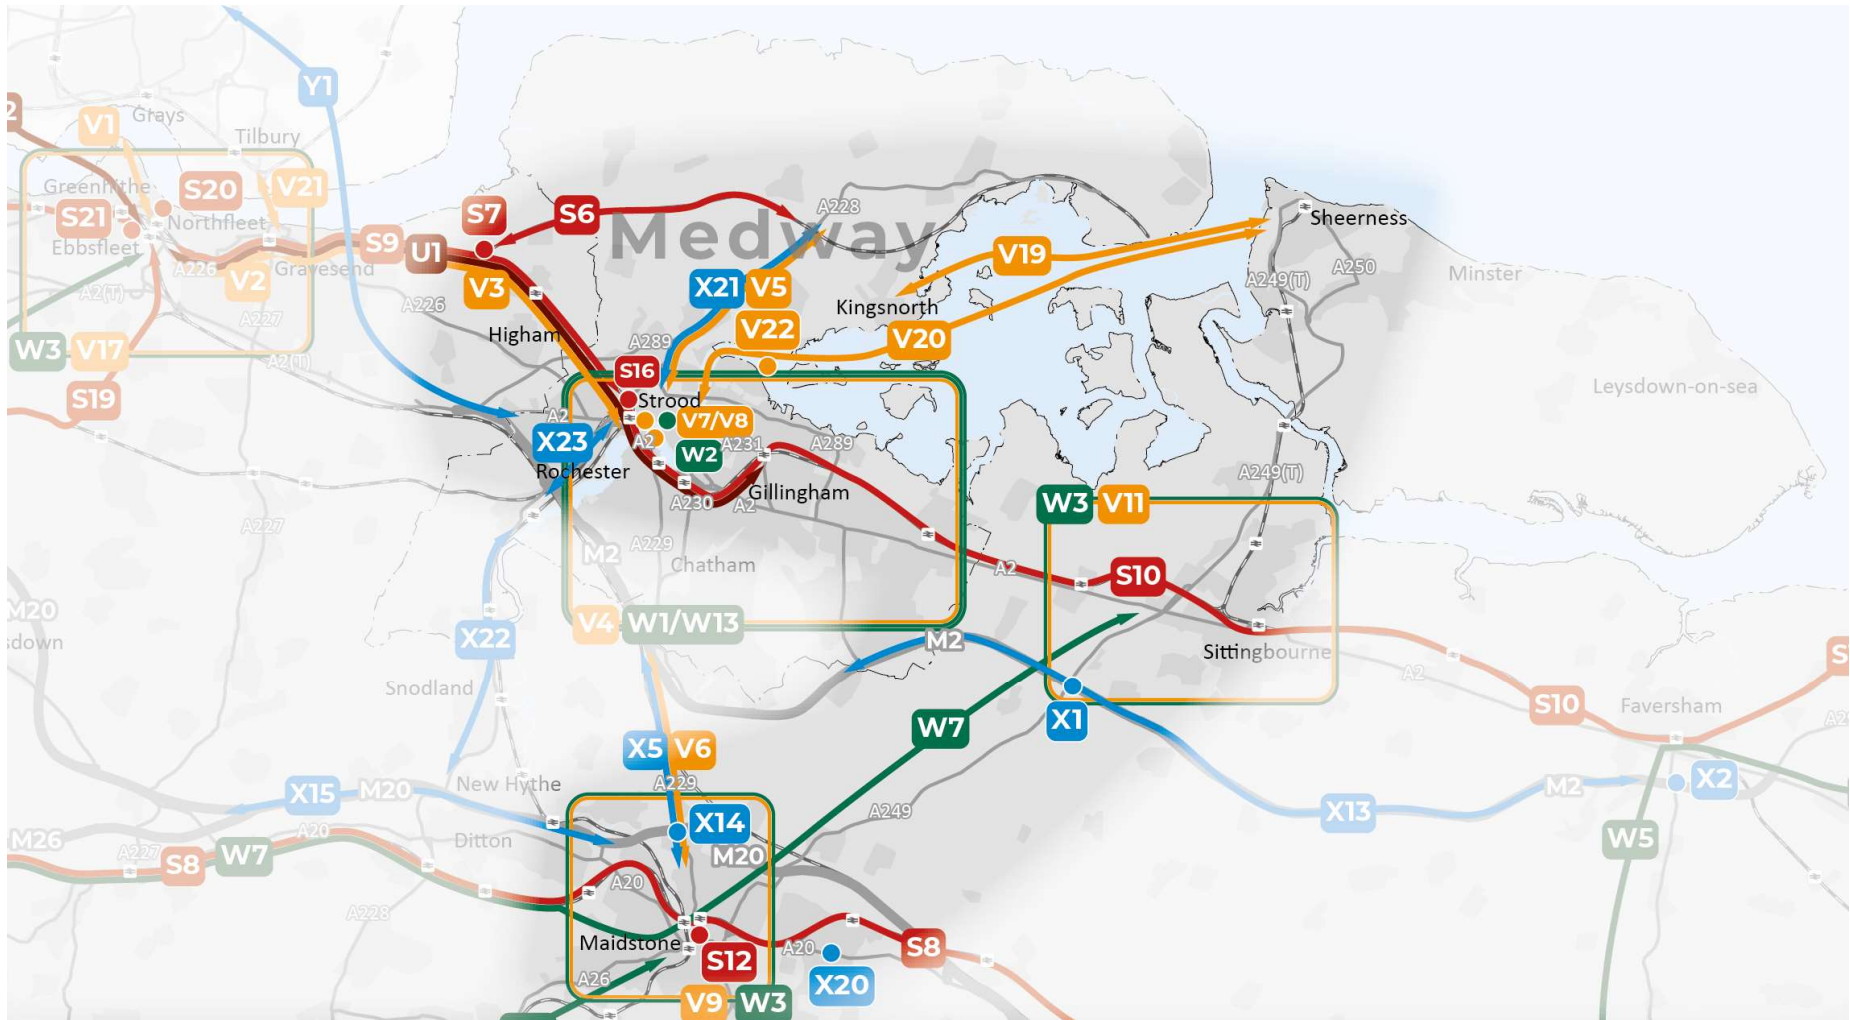 Y1
2
V1
Grays
Tilbury
Greenhithe
S20
V21
S21
Northfleet
Ebbsfleet
S9
U1
S7
S6
Medway
A228
Sheerness
A226
V2
Gravesend
V3
X21
V5
V19
Kingsnorth
A249(T)
A250
Minster
A2(T)
A226
A227
W3
V17
A2(T)
Higham
A289
V22
V20
S19
S16
Strood
A2
X23
A2
V7/V8
A231
A289
W2
Leysdown-on-sea
Rochester
Gillingham
A230
A2
A249(T)
A227
W3
V11
M2
A229
Chatham
A2
S10
M20
sdown
V4
W1/W13
X22
M2
Sittingbourne
A2
S
Snodland
W7
X1
S10
Faversham
A2
X5
V6
A229
New Hythe
X15
M20
A249
X13
M2
X2
M26
A227
A20
S8
W7
Ditton
X14
M20
W5
A20
A228
Maidstone
S12
A20
S8
A26
X20
V9
W3